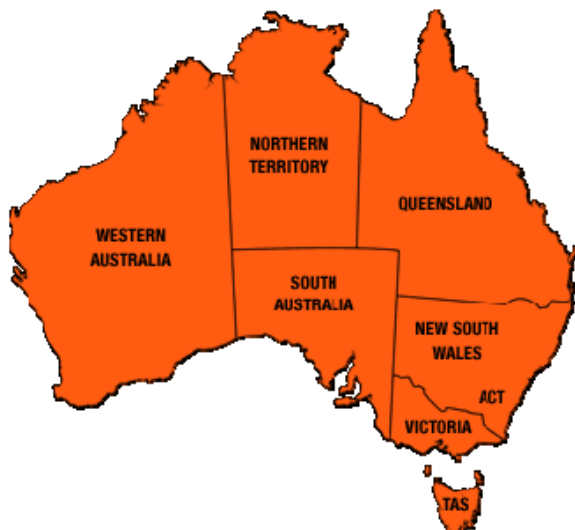 NORTHERN
TERRITORY
QUEENSLAND
WESTERN
AUSTRALIA
SOUTH
AUSTRALIA
NEW SOUTH
WALES
ACT
VICTORIA
TAS